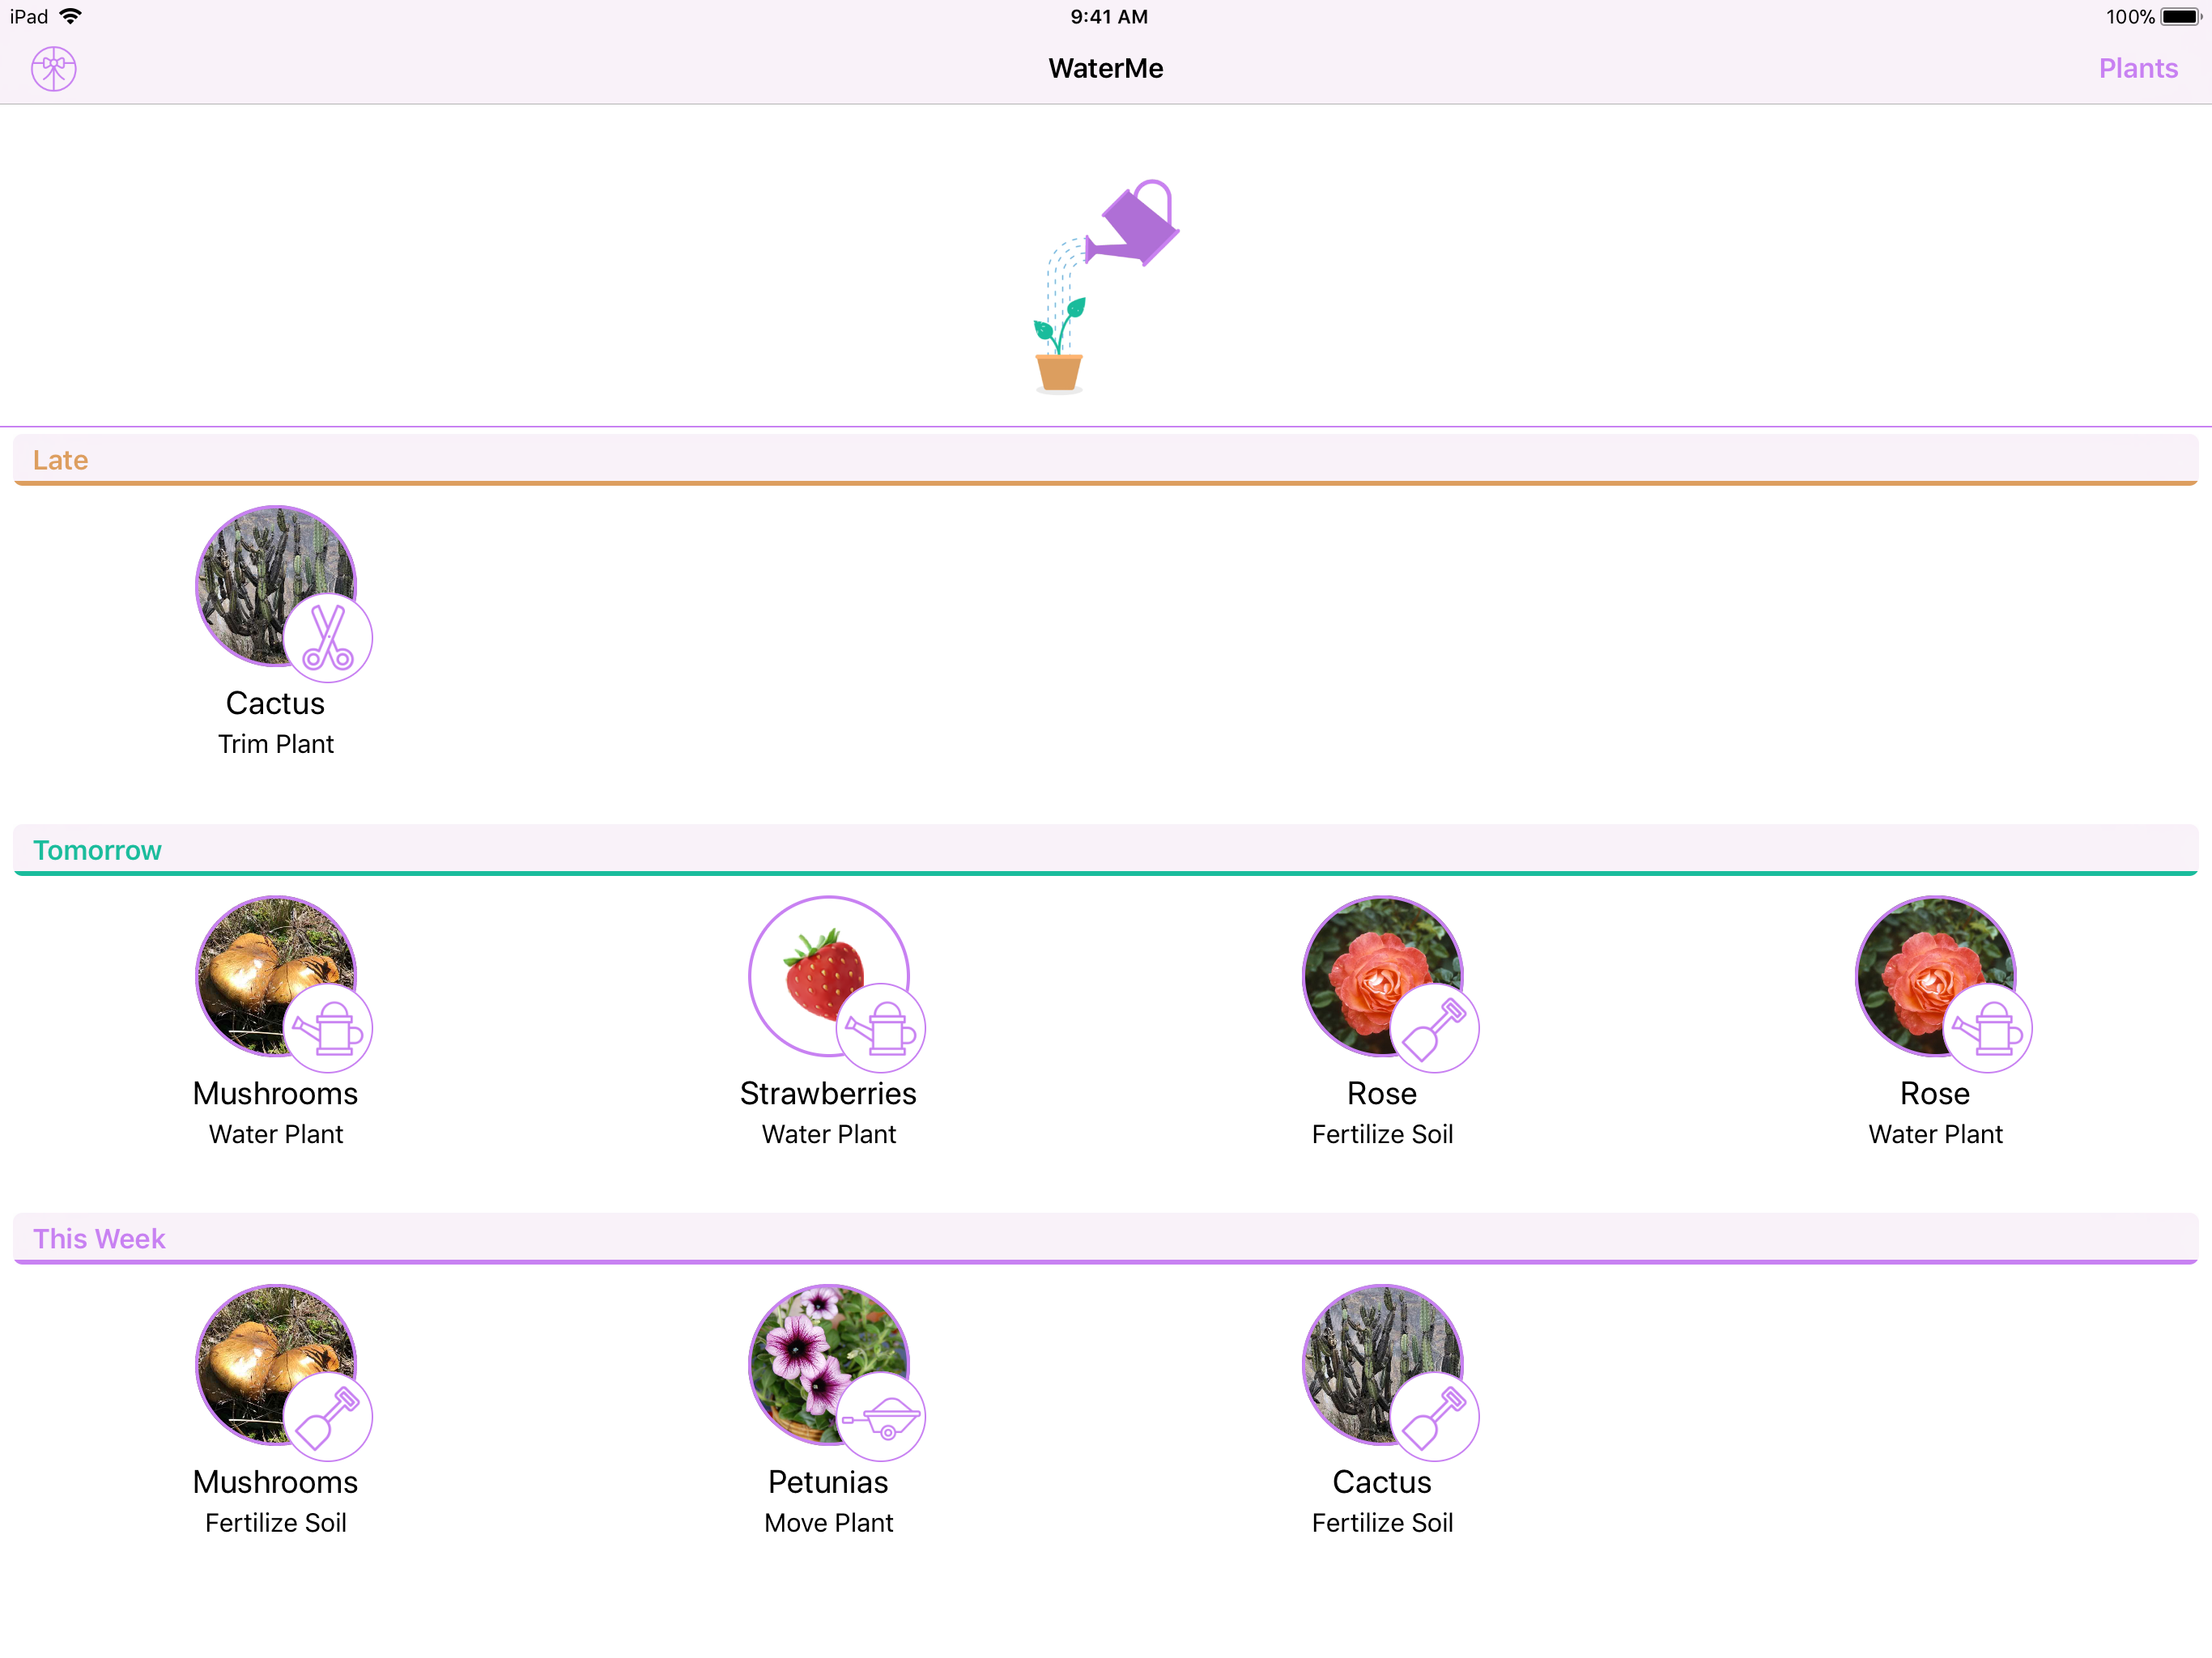 iPad 9:41 AM 100%
WaterMe Plants
Late
Cactus
Trim Plant
Tomorrow
Mushrooms Strawberries Rose Rose
Water Plant Water Plant Fertilize Soil Water Plant
This Week
Mushrooms Petunias Cactus
Fertilize Soil Move Plant Fertilize Soil